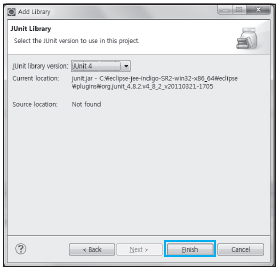 Add Library
JUnit Library
Select the JUnit version to use in this project.
JUnit library version: JUnit 4
Current location: junit.jar - C:₩eclipse-jee-indigo-SR2-win32-x86_64₩eclipse
₩plugins₩org.junit_4.8.2.v4_8_2_v20110321-1705
Source location: Not found
? < Back Next > Finish Cancel